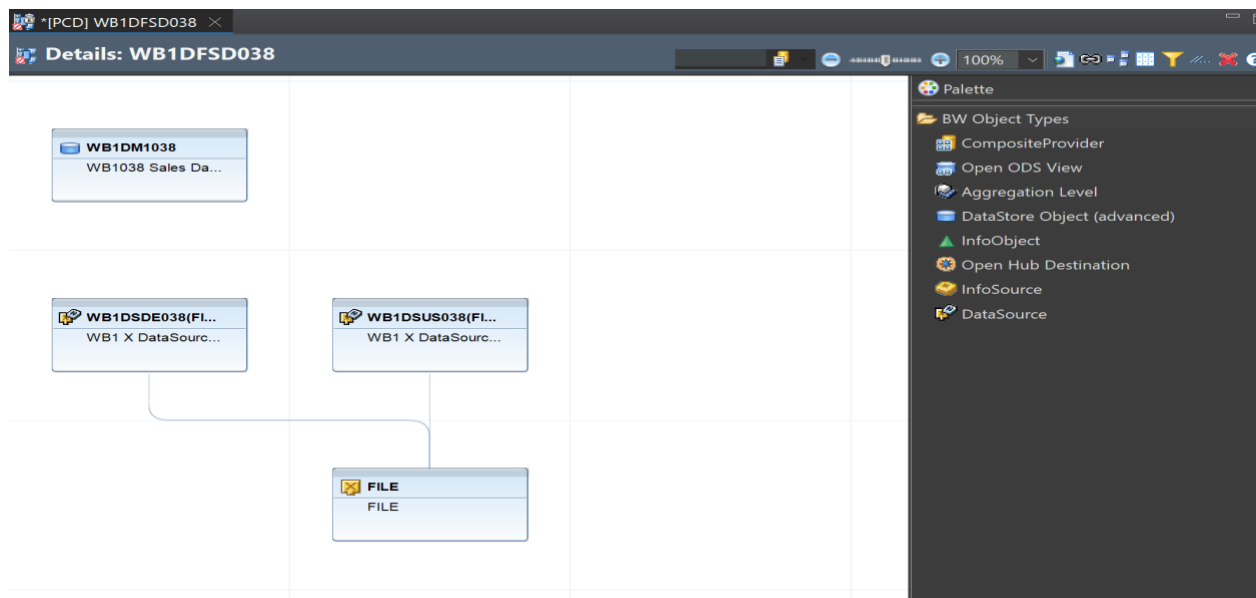 *[PCD] WB1DFSD038
Details: WB1DFSD038
100%
WB1DM1038
WB1038 Sales Da...
WB1DSDE038(FI...
WB1 X DataSourc...
WB1DSUS038(FI...
WB1 X DataSourc...
FILE
FILE
Palette
BW Object Types
CompositeProvider
Open ODS View
Aggregation Level
DataStore Object (advanced)
InfoObject
Open Hub Destination
InfoSource
DataSource